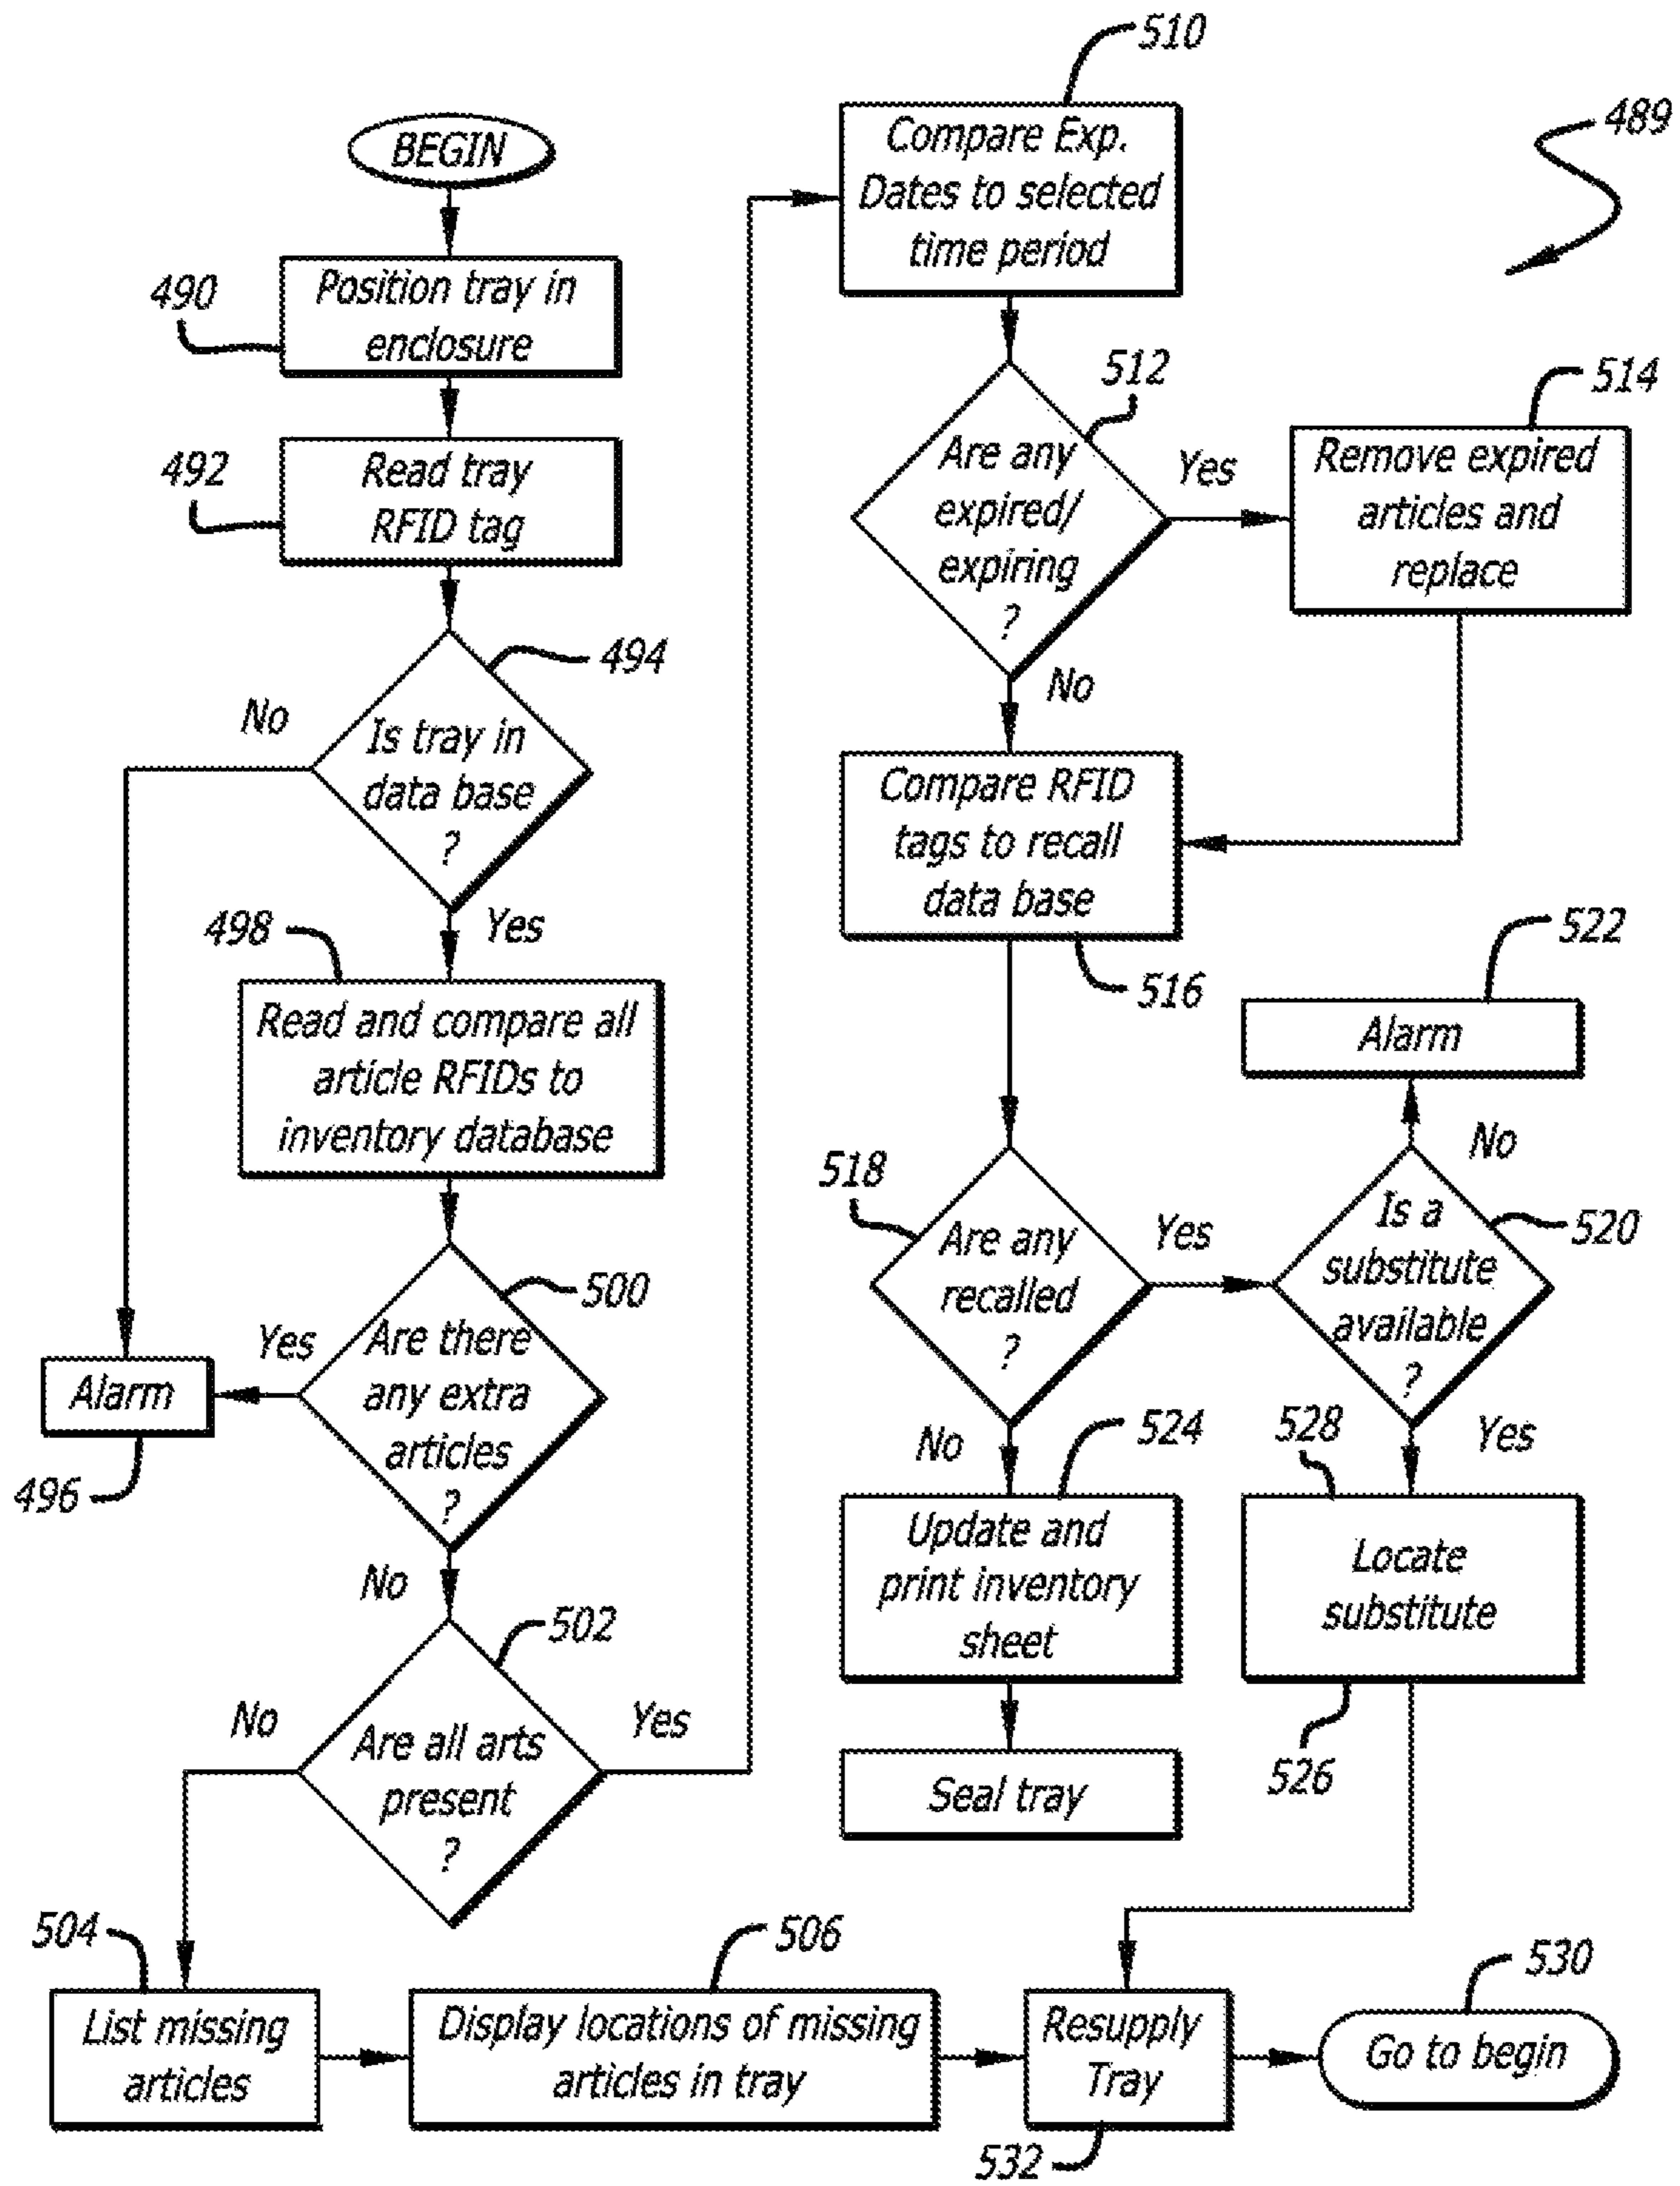 BEGIN
490
Position tray in
enclosure
492
Read tray
RFID tag
494
No
Is tray in
data base
?
Yes
498
Read and compare all
article RFIDs to
inventory database
500
Yes
Are there
any extra
articles
?
Alarm
496
No
502
No
Are all arts
present
?
Yes
504
List missing
articles
506
Display locations of missing
articles in tray
510
Compare Exp.
Dates to selected
time period
489
512
Are any
expired/
expiring
?
Yes
514
Remove expired
articles and
replace
No
Compare RFID
tags to recall
data base
516
522
Alarm
No
518
Are any
recalled
?
Yes
Is a
substitute
available
?
520
No
524
Update and
print inventory
sheet
528
Yes
Locate
substitute
526
Seal tray
Resupply
Tray
532
530
Go to begin